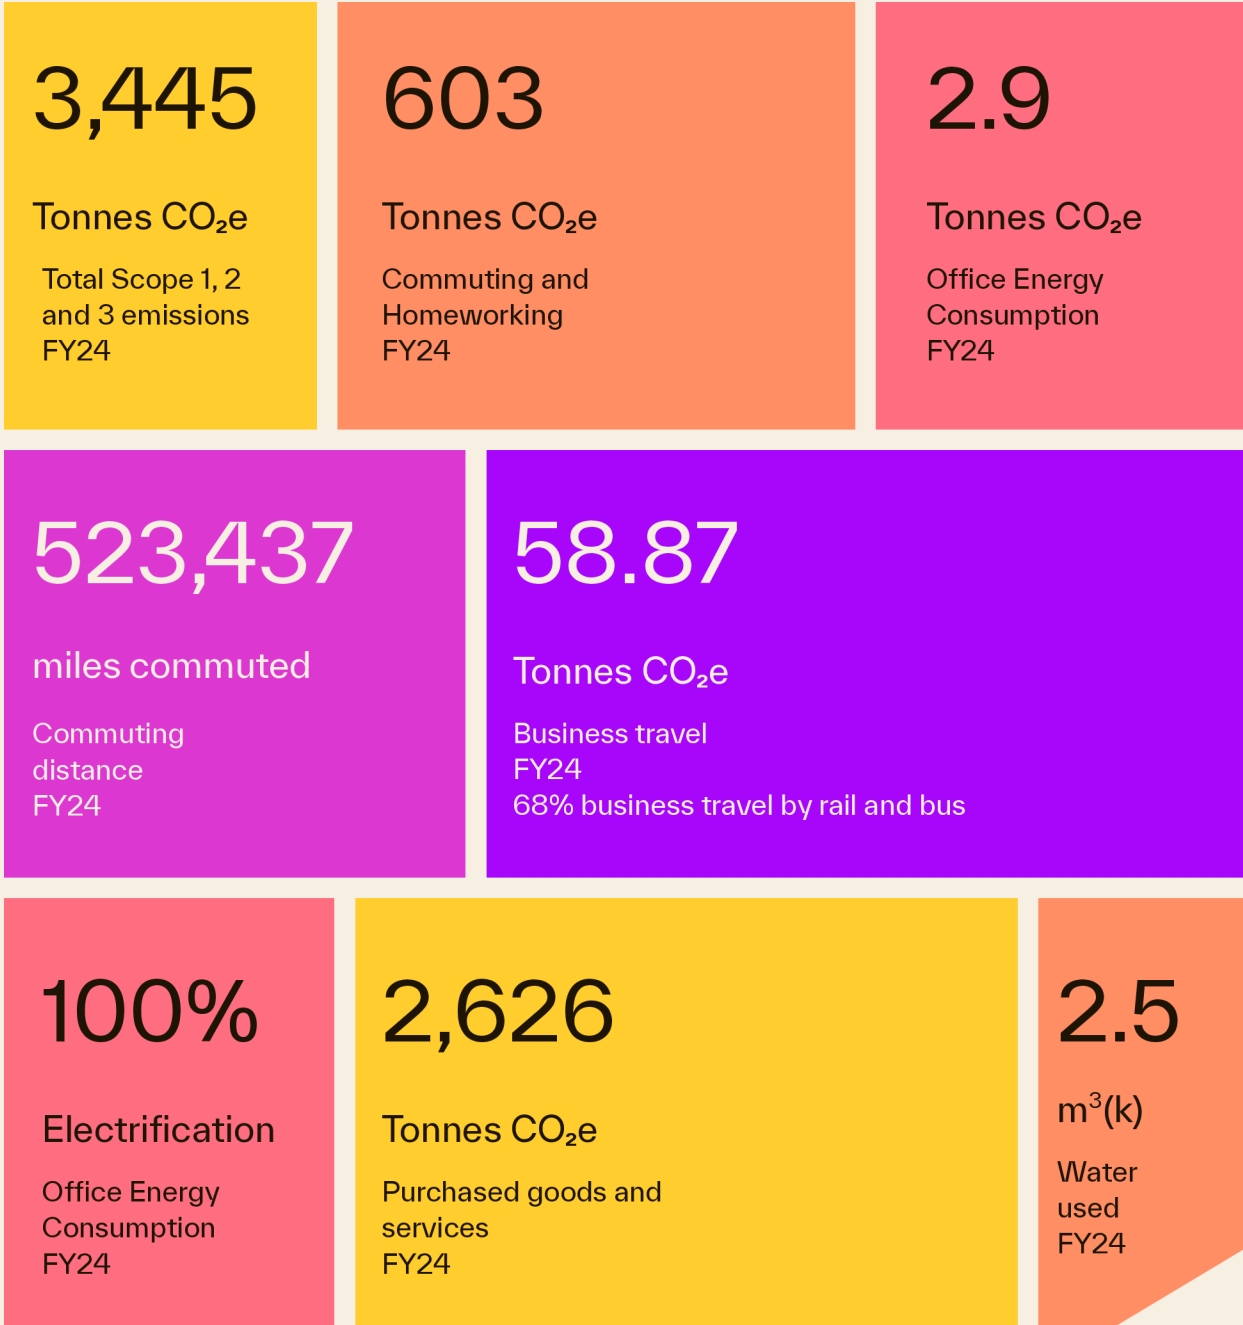 3,445
Tonnes CO₂e
Total Scope 1, 2
and 3 emissions
FY24
603
Tonnes CO₂e
Commuting and
Homeworking
FY24
2.9
Tonnes CO₂e
Office Energy
Consumption
FY24
523,437
miles commuted
Commuting
distance
FY24
58.87
Tonnes CO₂e
Business travel
FY24
68% business travel by rail and bus
100%
Electrification
Office Energy
Consumption
FY24
2,626
Tonnes CO₂e
Purchased goods and
services
FY24
2.5
m³(k)
Water
used
FY24